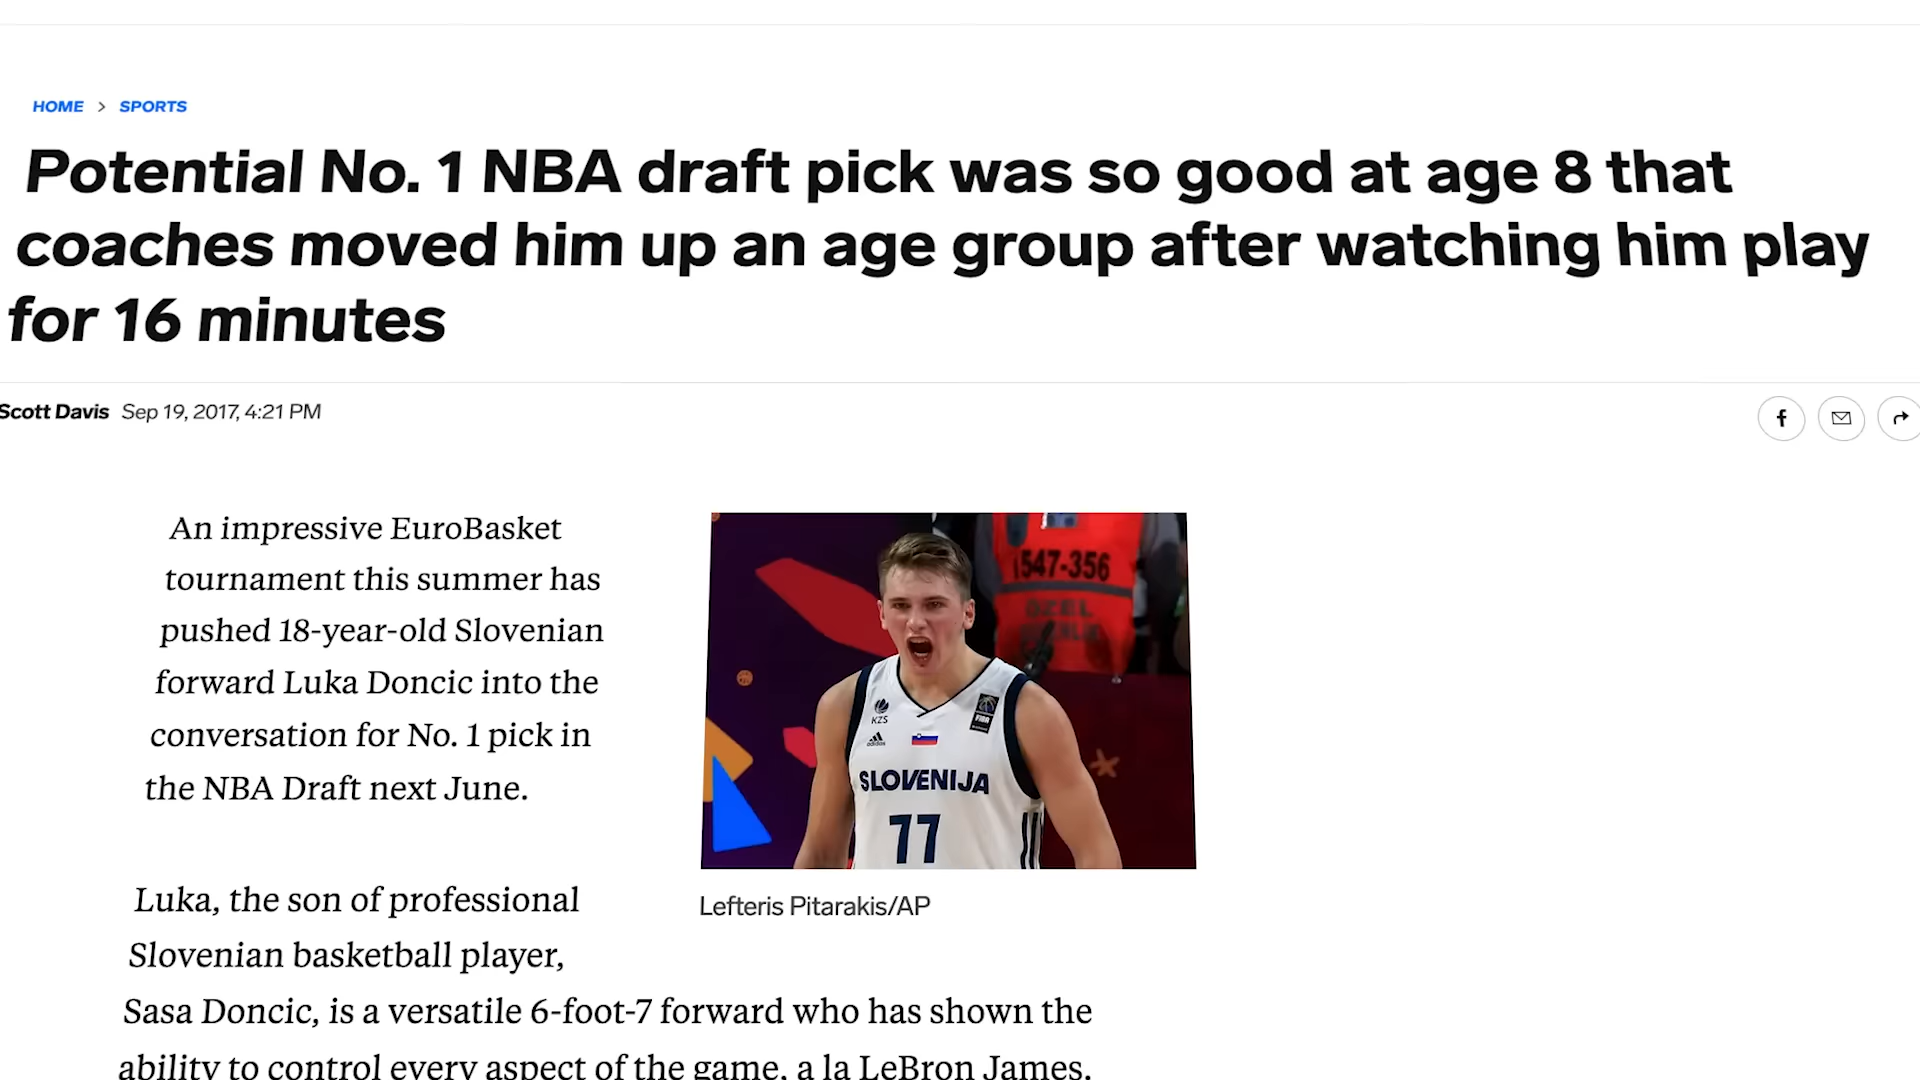 HOME > SPORTS
Potential No. 1 NBA draft pick was so good at age 8 that
coaches moved him up an age group after watching him play
for 16 minutes
Scott Davis Sep 19, 2017, 4:21 PM
f
An impressive EuroBasket
tournament this summer has
pushed 18-year-old Slovenian
forward Luka Doncic into the
conversation for No. 1 pick in
the NBA Draft next June.
1547-356
KZS
adidas
FIBA
SLOVENIJA
77
Lefteris Pitarakis/AP
Luka, the son of professional
Slovenian basketball player,
Sasa Doncic, is a versatile 6-foot-7 forward who has shown the
ability to control every aspect of the game, a la LeBron James.